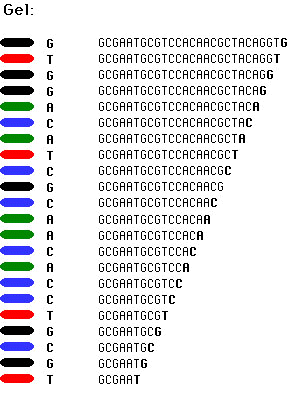 Gel:
G GCGAATGCGTCCACAACGCTACAGGTG
T GCGAATGCGTCCACAACGCTACAGGT
G GCGAATGCGTCCACAACGCTACAGG
G GCGAATGCGTCCACAACGCTACAG
A GCGAATGCGTCCACAACGCTACA
C GCGAATGCGTCCACAACGCTAC
A GCGAATGCGTCCACAACGCTA
T GCGAATGCGTCCACAACGCT
C GCGAATGCGTCCACAACGC
G GCGAATGCGTCCACAACG
C GCGAATGCGTCCACAAC
A GCGAATGCGTCCACAA
A GCGAATGCGTCCACA
C GCGAATGCGTCCAC
A GCGAATGCGTCCA
C GCGAATGCGTCC
C GCGAATGCGTC
T GCGAATGCGT
G GCGAATGCG
C GCGAATGC
G GCGAATG
T GCGAAT